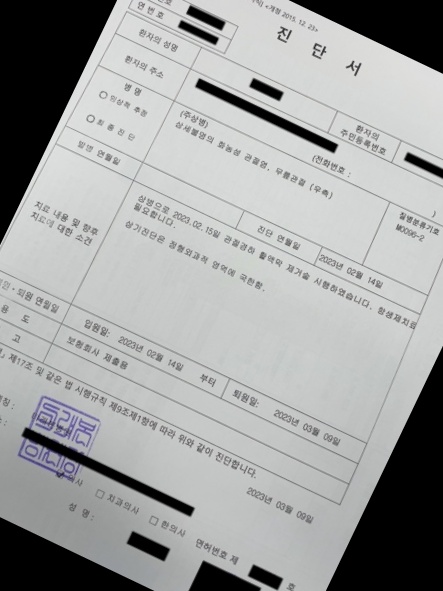 <개정 2015. 12. 23>
연 번 호
진 단 서
환자의 성명
환자의 주소
환자의
주민등록번호
(전화번호 :
)
병 명
○ 임상적 추정
○ 최 종 진 단
(주상병)
상세불명의 화농성 관절염, 무릎관절 (우측)
질병분류기호
M0096-2
발병 연월일
진단 연월일
2023년 02월 14일
치료 내용 및 향후
치료에 대한 소견
상병으로 2023.02.15일 관절경하 활액막 제거술 시행하였습니다. 항생제치료
필요합니다.
상기진단은 정형외과적 영역에 국한함.
퇴원 연월일
입원일: 2023년 02월 14일 부터
퇴원일: 2023년 03월 09일
용 도
보험회사 제출용
고
제17조 및 같은 법 시행규칙 제9조제1항에 따라 위와 같이 진단합니다.
2023년 03월 09일
의사
□ 치과의사
□ 한의사
면허번호 제
호
성 명 :